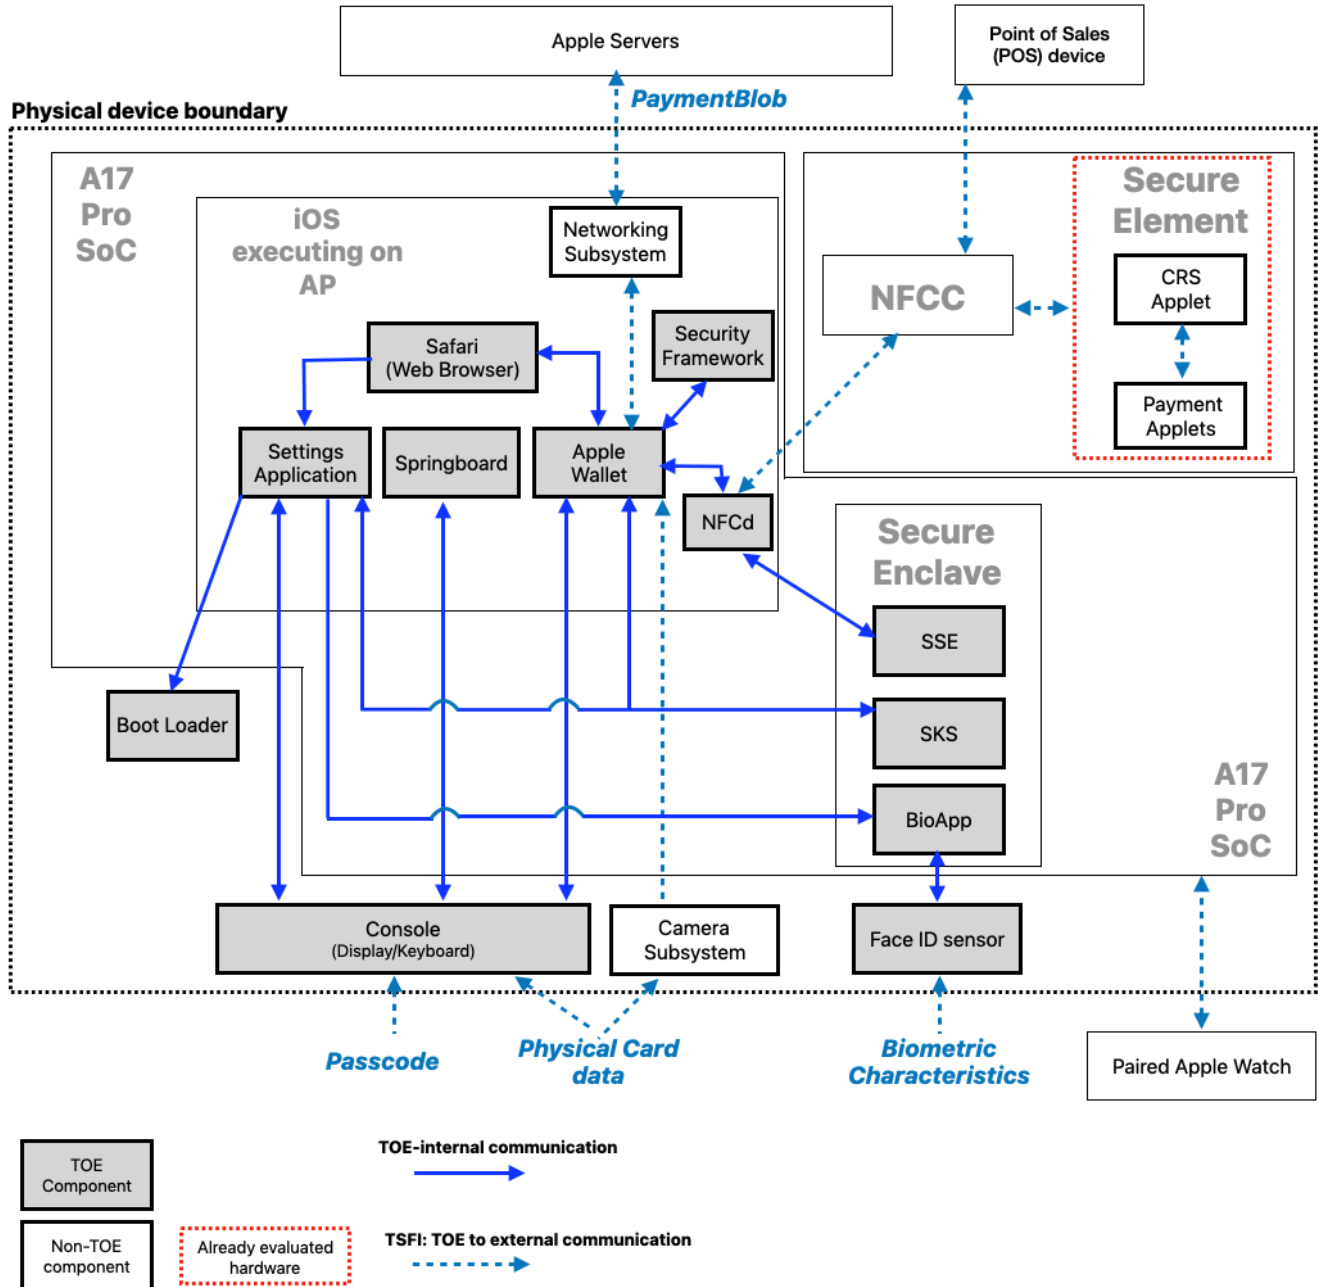 Apple Servers
Point of Sales
(POS) device
PaymentBlob
Physical device boundary
A17
Pro
SoC
iOS
executing on
AP
Networking
Subsystem
Secure
Element
NFCC
CRS
Applet
Payment
Applets
Safari
(Web Browser)
Security
Framework
Settings
Application
Springboard
Apple
Wallet
NFCd
Secure
Enclave
SSE
SKS
BioApp
Boot Loader
A17
Pro
SoC
Console
(Display/Keyboard)
Camera
Subsystem
Face ID sensor
Passcode
Physical Card
data
Biometric
Characteristics
Paired Apple Watch
TOE
Component
TOE-internal communication
Non-TOE
component
Already evaluated
hardware
TSFI: TOE to external communication